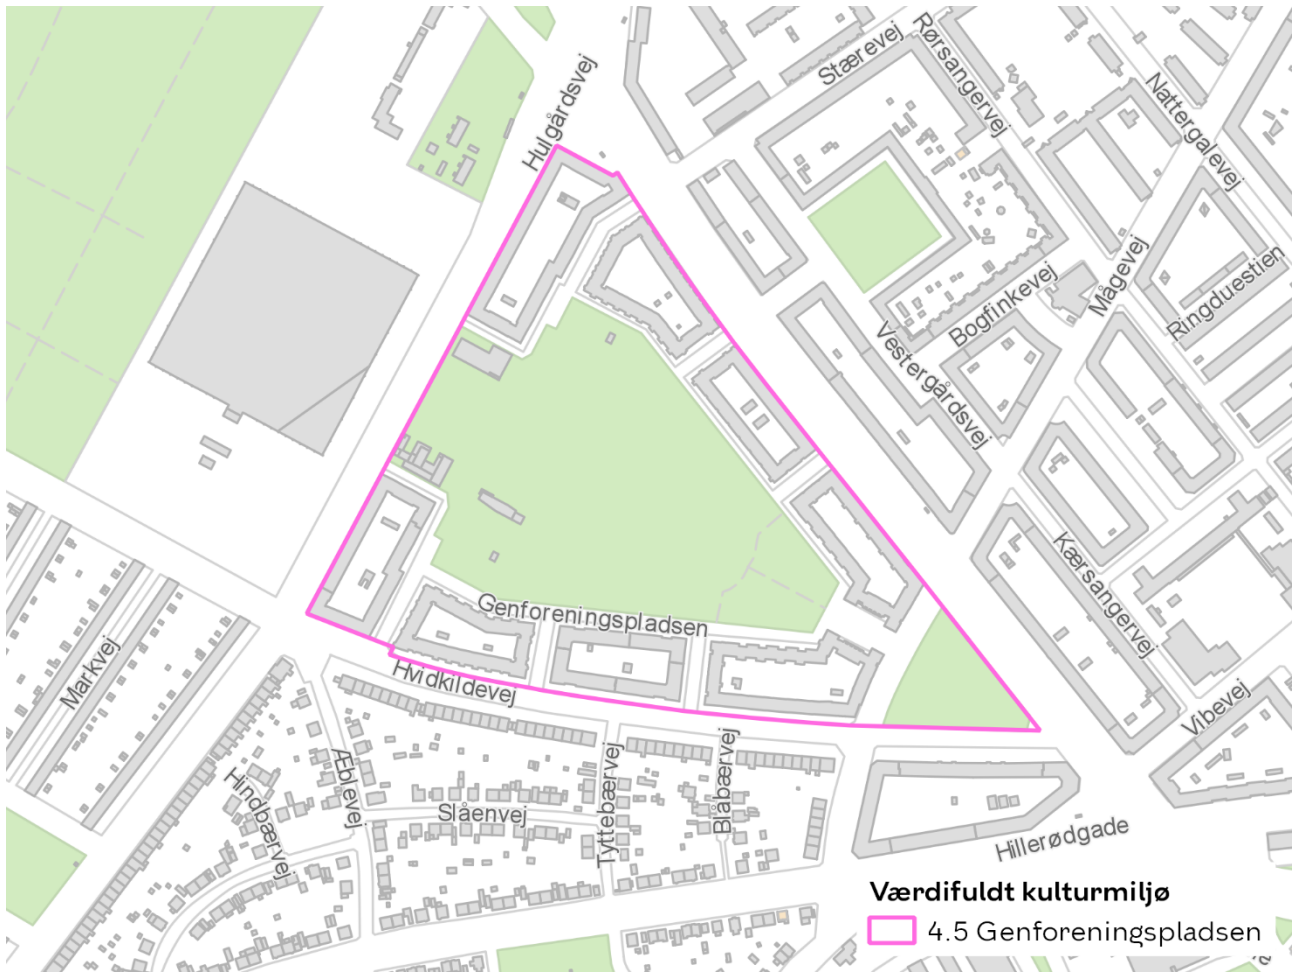 Hulgårdsvej
Stærevej
Rørsangervej
Nattergalevej
Mågevej
Ringduestien
Bogfinkevej
Vestergårdsvej
Kærsangervej
Vibevej
Genforeningspladsen
Hvidkildevej
Markvej
Æblevej
Hindbærvej
Slåenvej
Tyttebærvej
Blåbærvej
Hillerødgade
Værdifuldt kulturmiljø
4.5 Genforeningspladsen